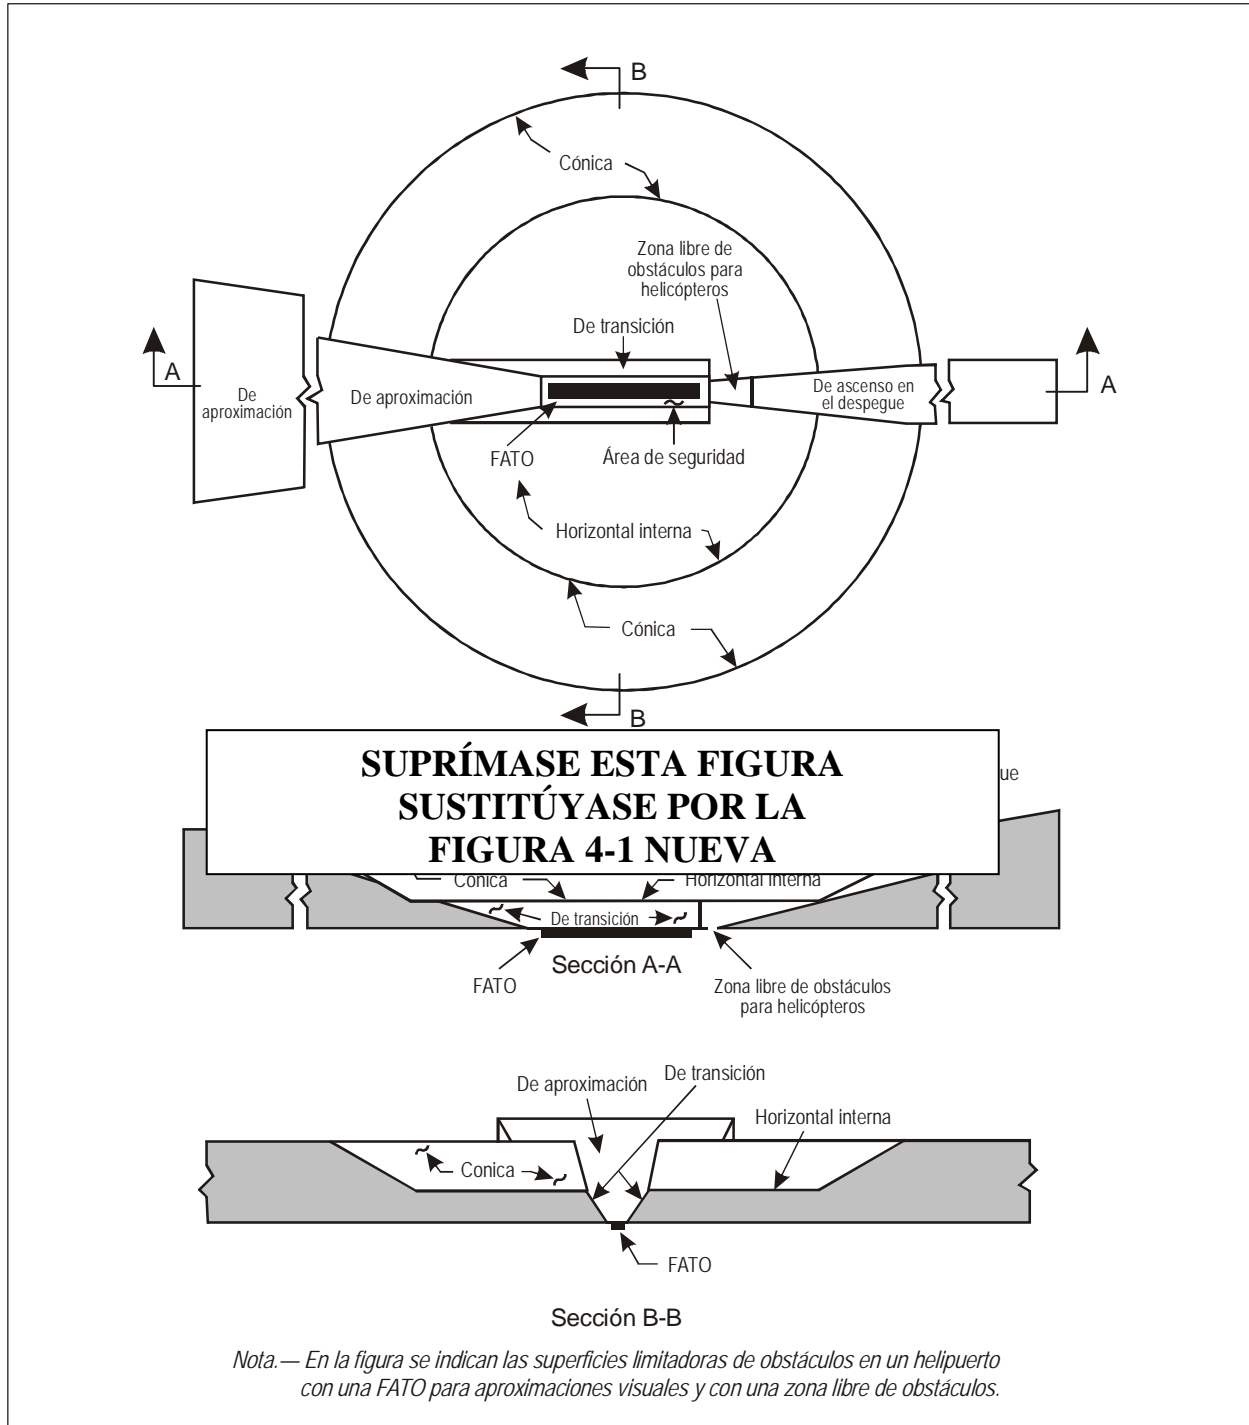 B
Cónica
Zona libre de
obstáculos para
helicópteros
De transición
A
De
aproximación
De aproximación
De ascenso en
el despegue
A
FATO
Área de seguridad
Horizontal interna
Cónica
B
SUPRÍMASE ESTA FIGURA
SUSTITÚYASE POR LA
FIGURA 4-1 NUEVA
ue
Cónica
Horizontal interna
De transición
Sección A-A
FATO
Zona libre de obstáculos
para helicópteros
De transición
De aproximación
Horizontal interna
Conica
FATO
Sección B-B
Nota.— En la figura se indican las superficies limitadoras de obstáculos en un helipuerto
con una FATO para aproximaciones visuales y con una zona libre de obstáculos.